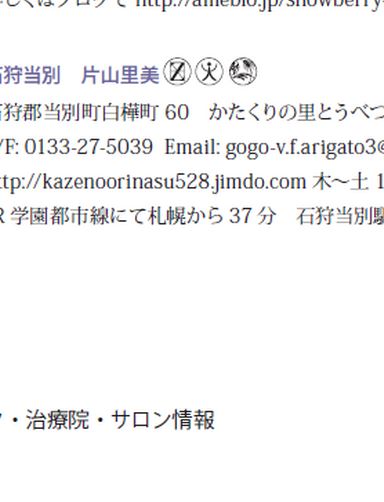 しくはブログで http://ameblo.jp/snowberry
石狩当別　片山里美
石狩郡当別町白樺町 60　かたくりの里とうべつ
/F: 0133-27-5039 Email: gogo-v.f.arigato3@
ttp://kazenoorinasu528.jimdo.com 木～土 1
R 学園都市線にて札幌から 37 分　石狩当別駅
・治療院・サロン情報